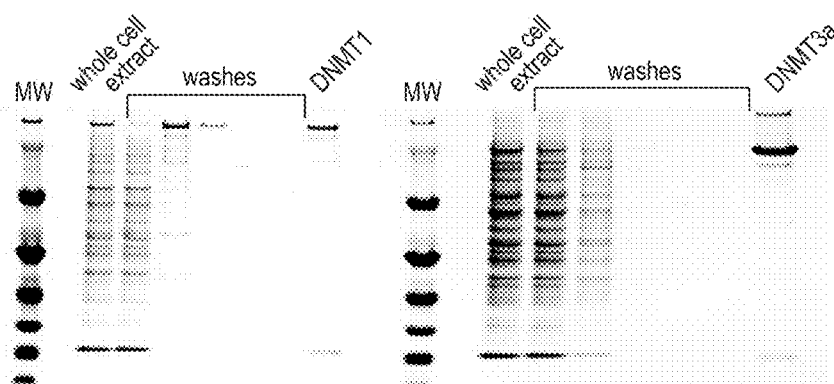 MW
whole cell
extract
washes
DNMT1
MW
whole cell
extract
washes
DNMT3a